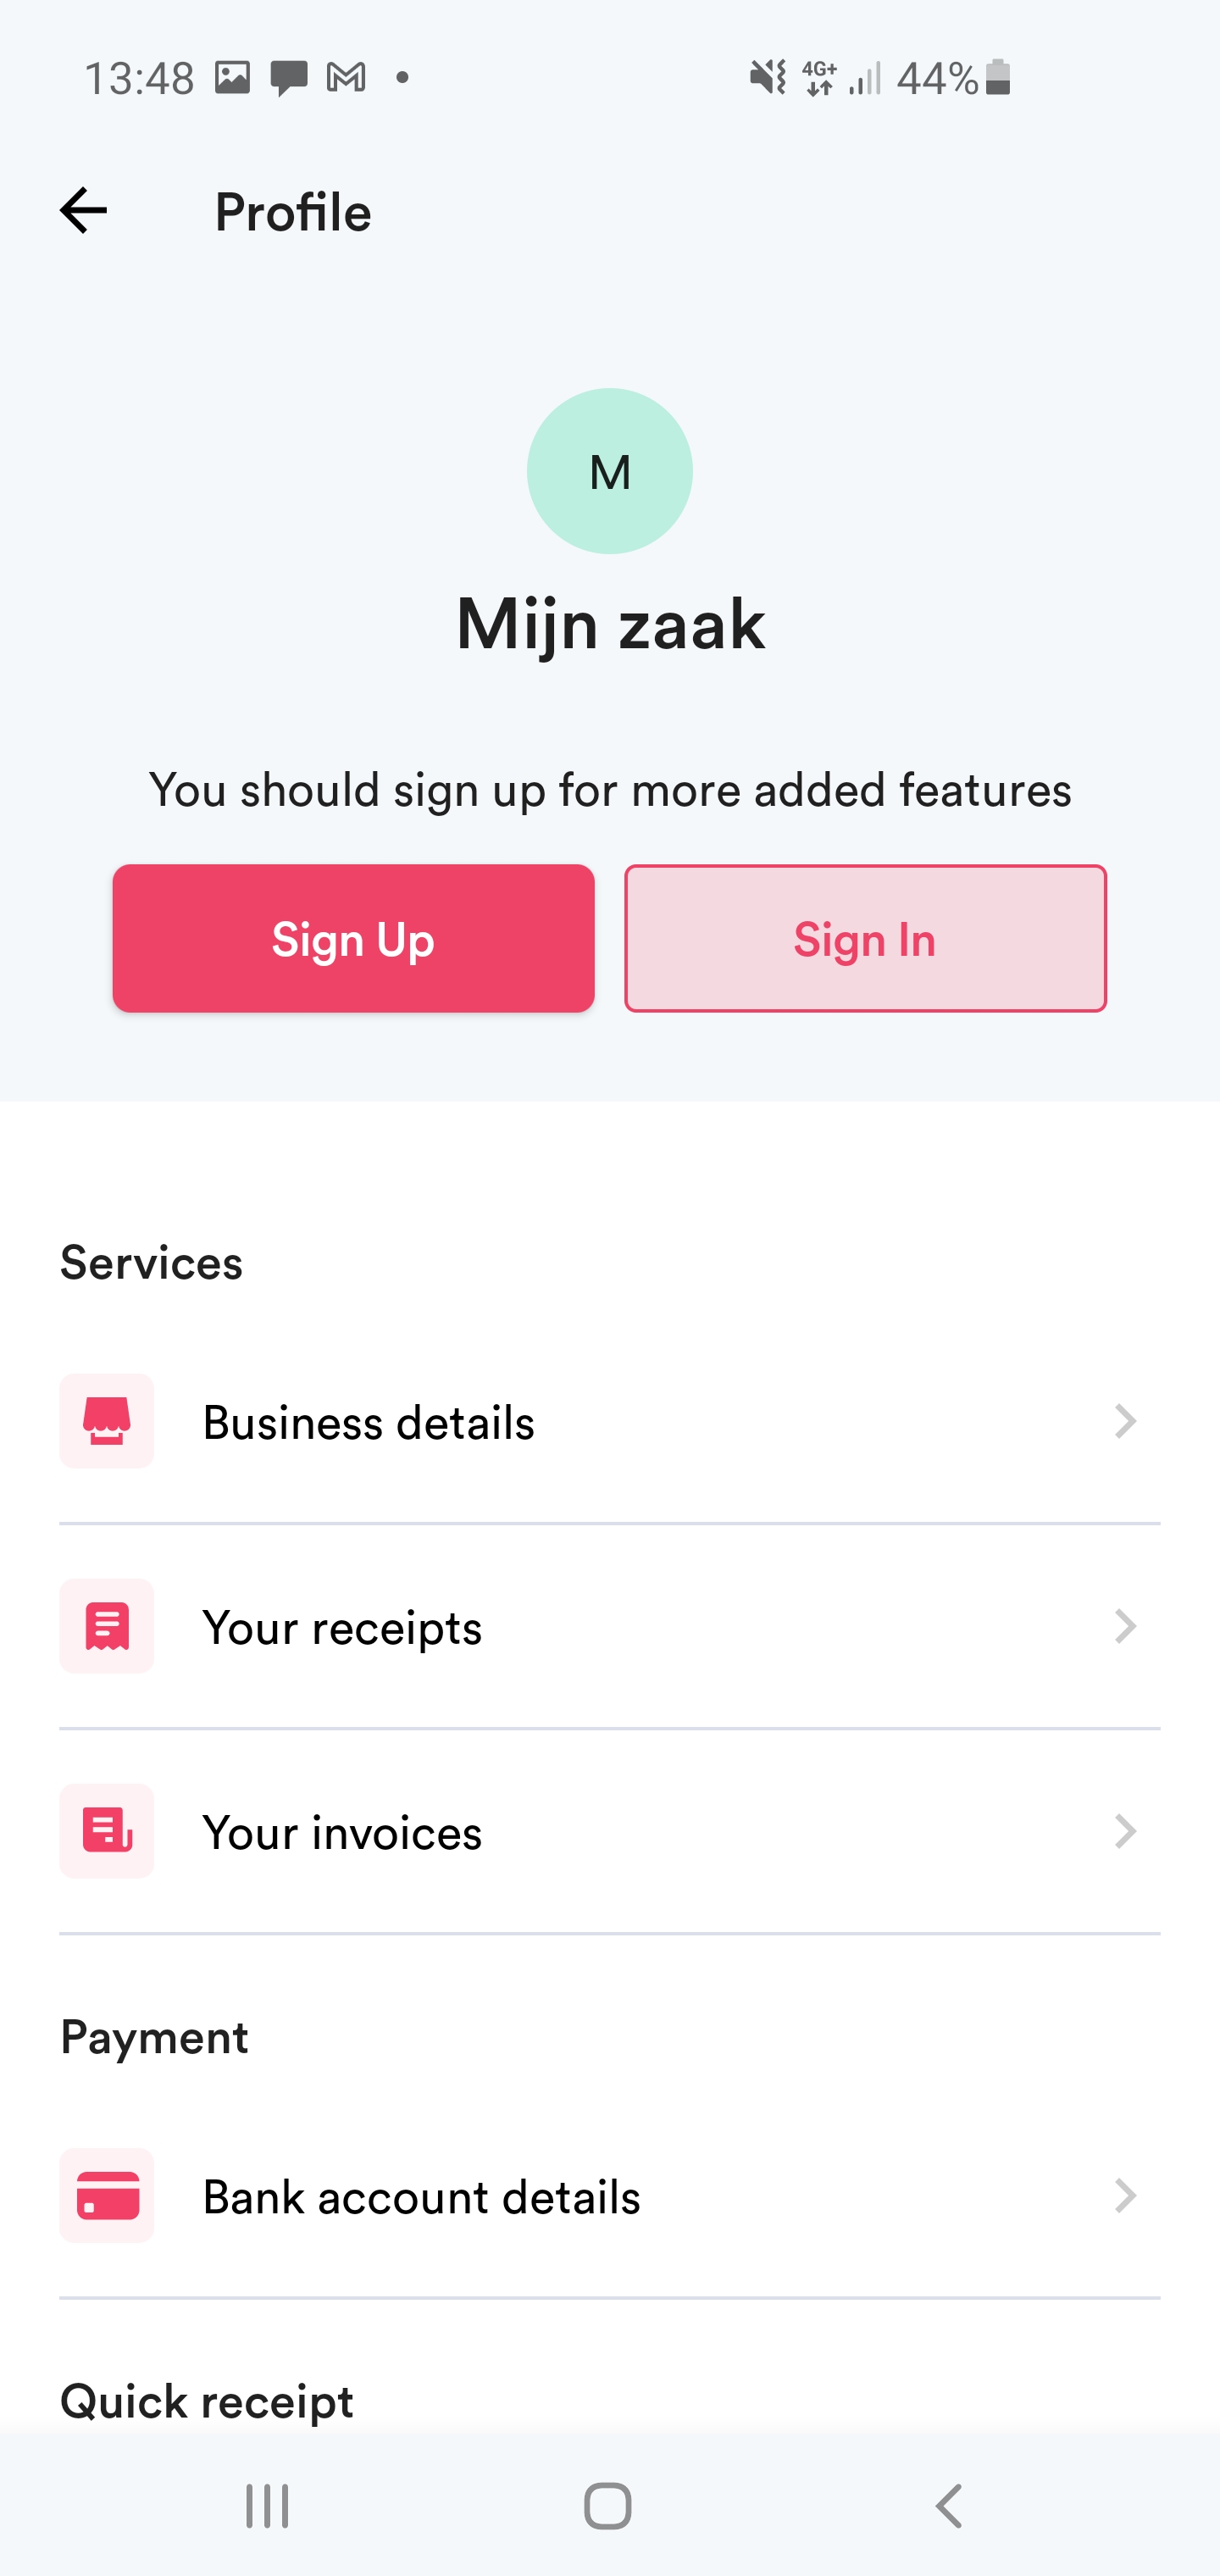 13:48 4G+ 44%
Profile
M
Mijn zaak
You should sign up for more added features
Sign Up Sign In
Services
Business details
Your receipts
Your invoices
Payment
Bank account details
Quick receipt